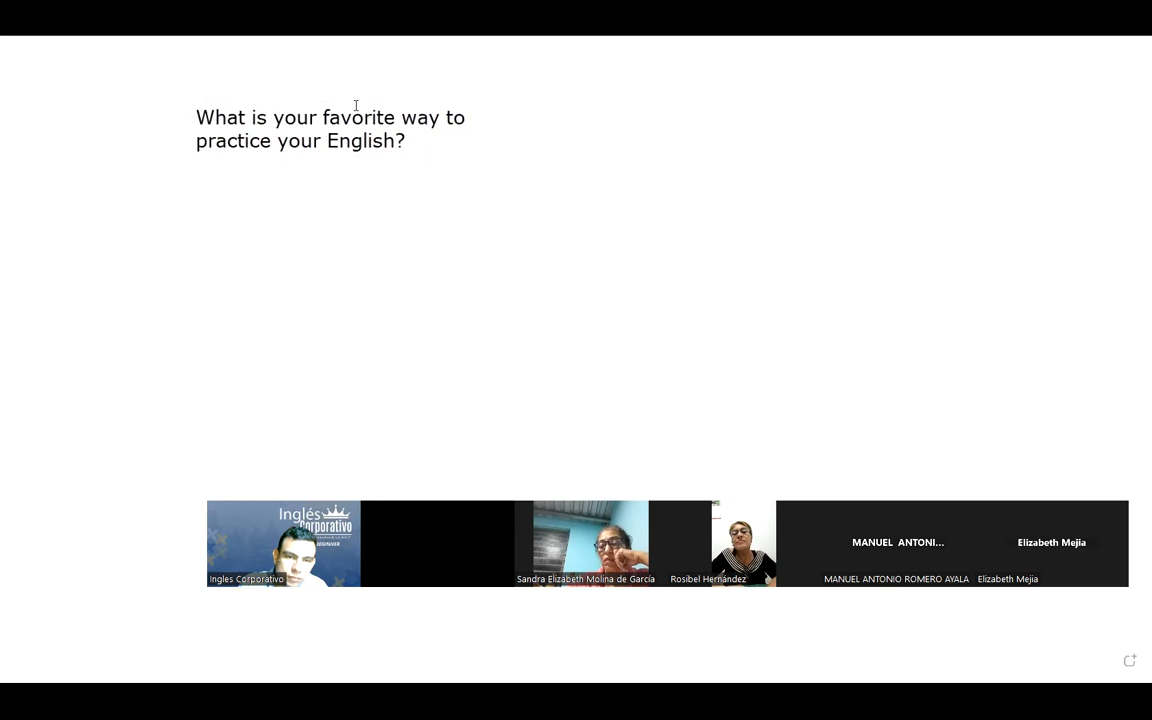 What is your favorite way to
practice your English?
Inglés
Corporativo
BEGINNER
MANUEL ANTONI...
Elizabeth Mejia
Ingles Corporativo
Sandra Elizabeth Molina de García
Rosibel Hernández
MANUEL ANTONIO ROMERO AYALA
Elizabeth Mejia